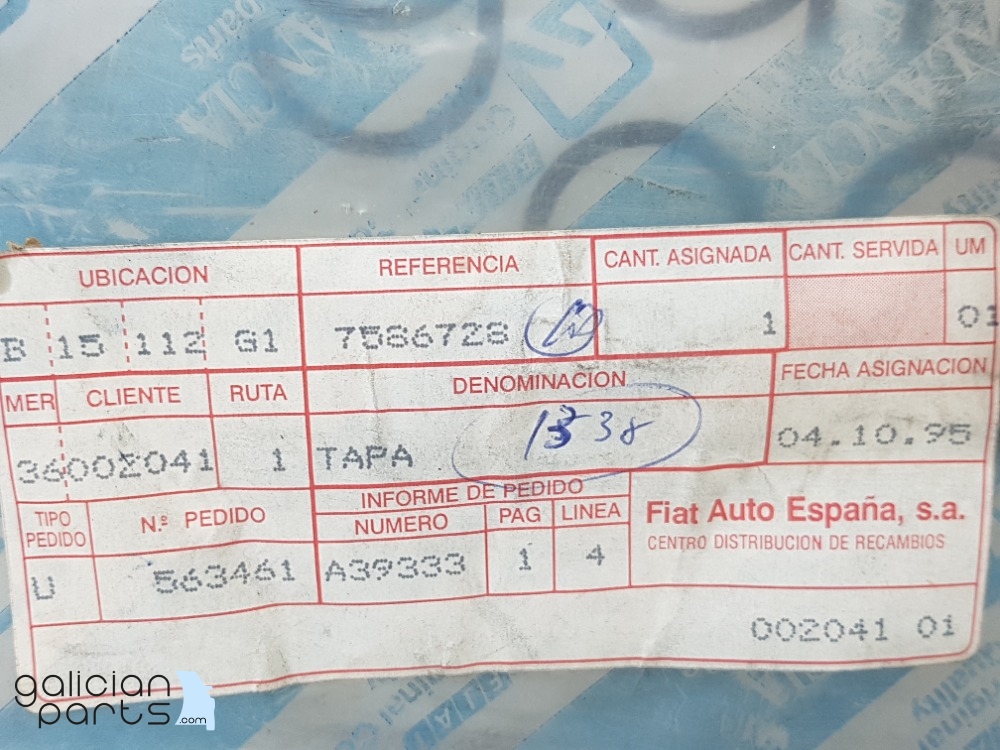 LANCIA
UBICACION REFERENCIA CANT. ASIGNADA CANT. SERVIDA UM
B 15 112 G1 7586728 1 01
MER CLIENTE RUTA DENOMINACION FECHA ASIGNACION
36002041 1 TAPA 38 04.10.95
TIPO PEDIDO N.º PEDIDO INFORME DE PEDIDO
NUMERO PAG LINEA Fiat Auto España, s.a.
CENTRO DISTRIBUCION DE RECAMBIOS
U 563461 A39333 1 4
002041 01
galician
parts.com